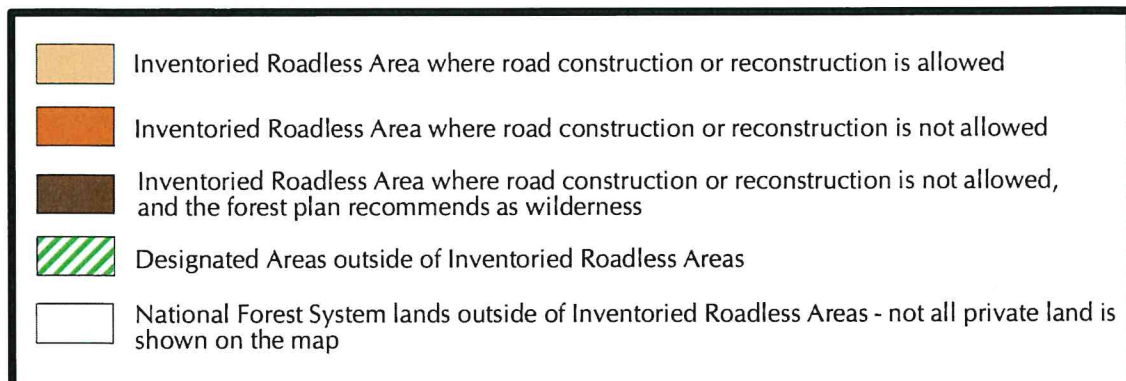 Inventoried Roadless Area where road construction or reconstruction is allowed
Inventoried Roadless Area where road construction or reconstruction is not allowed
Inventoried Roadless Area where road construction or reconstruction is not allowed,
and the forest plan recommends as wilderness
Designated Areas outside of Inventoried Roadless Areas
National Forest System lands outside of Inventoried Roadless Areas - not all private land is
shown on the map